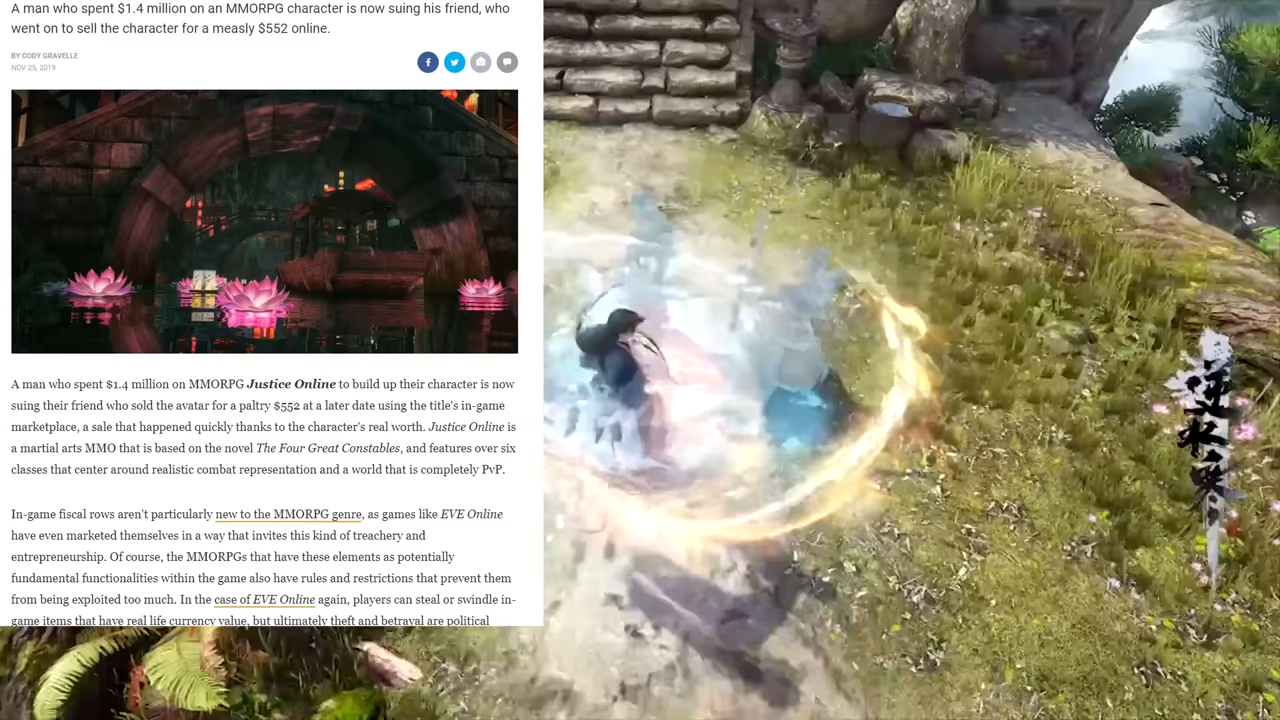 A man who spent $1.4 million on an MMORPG character is now suing his friend, who
went on to sell the character for a measly $552 online.
BY CODY GRAVELLE
NOV 25, 2019
A man who spent $1.4 million on MMORPG Justice Online to build up their character is now
suing their friend who sold the avatar for a paltry $552 at a later date using the title's in-game
marketplace, a sale that happened quickly thanks to the character's real worth. Justice Online is
a martial arts MMO that is based on the novel The Four Great Constables, and features over six
classes that center around realistic combat representation and a world that is completely PvP.
In-game fiscal rows aren't particularly new to the MMORPG genre, as games like EVE Online
have even marketed themselves in a way that invites this kind of treachery and
entrepreneurship. Of course, the MMORPGs that have these elements as potentially
fundamental functionalities within the game also have rules and restrictions that prevent them
from being exploited too much. In the case of EVE Online again, players can steal or swindle in-
game items that have real life currency value, but ultimately theft and betrayal are political
逆水寒